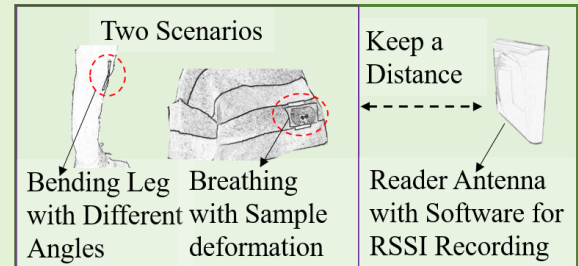 Two Scenarios
Keep a
Distance
Bending Leg
with Different
Angles
Breathing
with Sample
deformation
Reader Antenna
with Software for
RSSI Recording